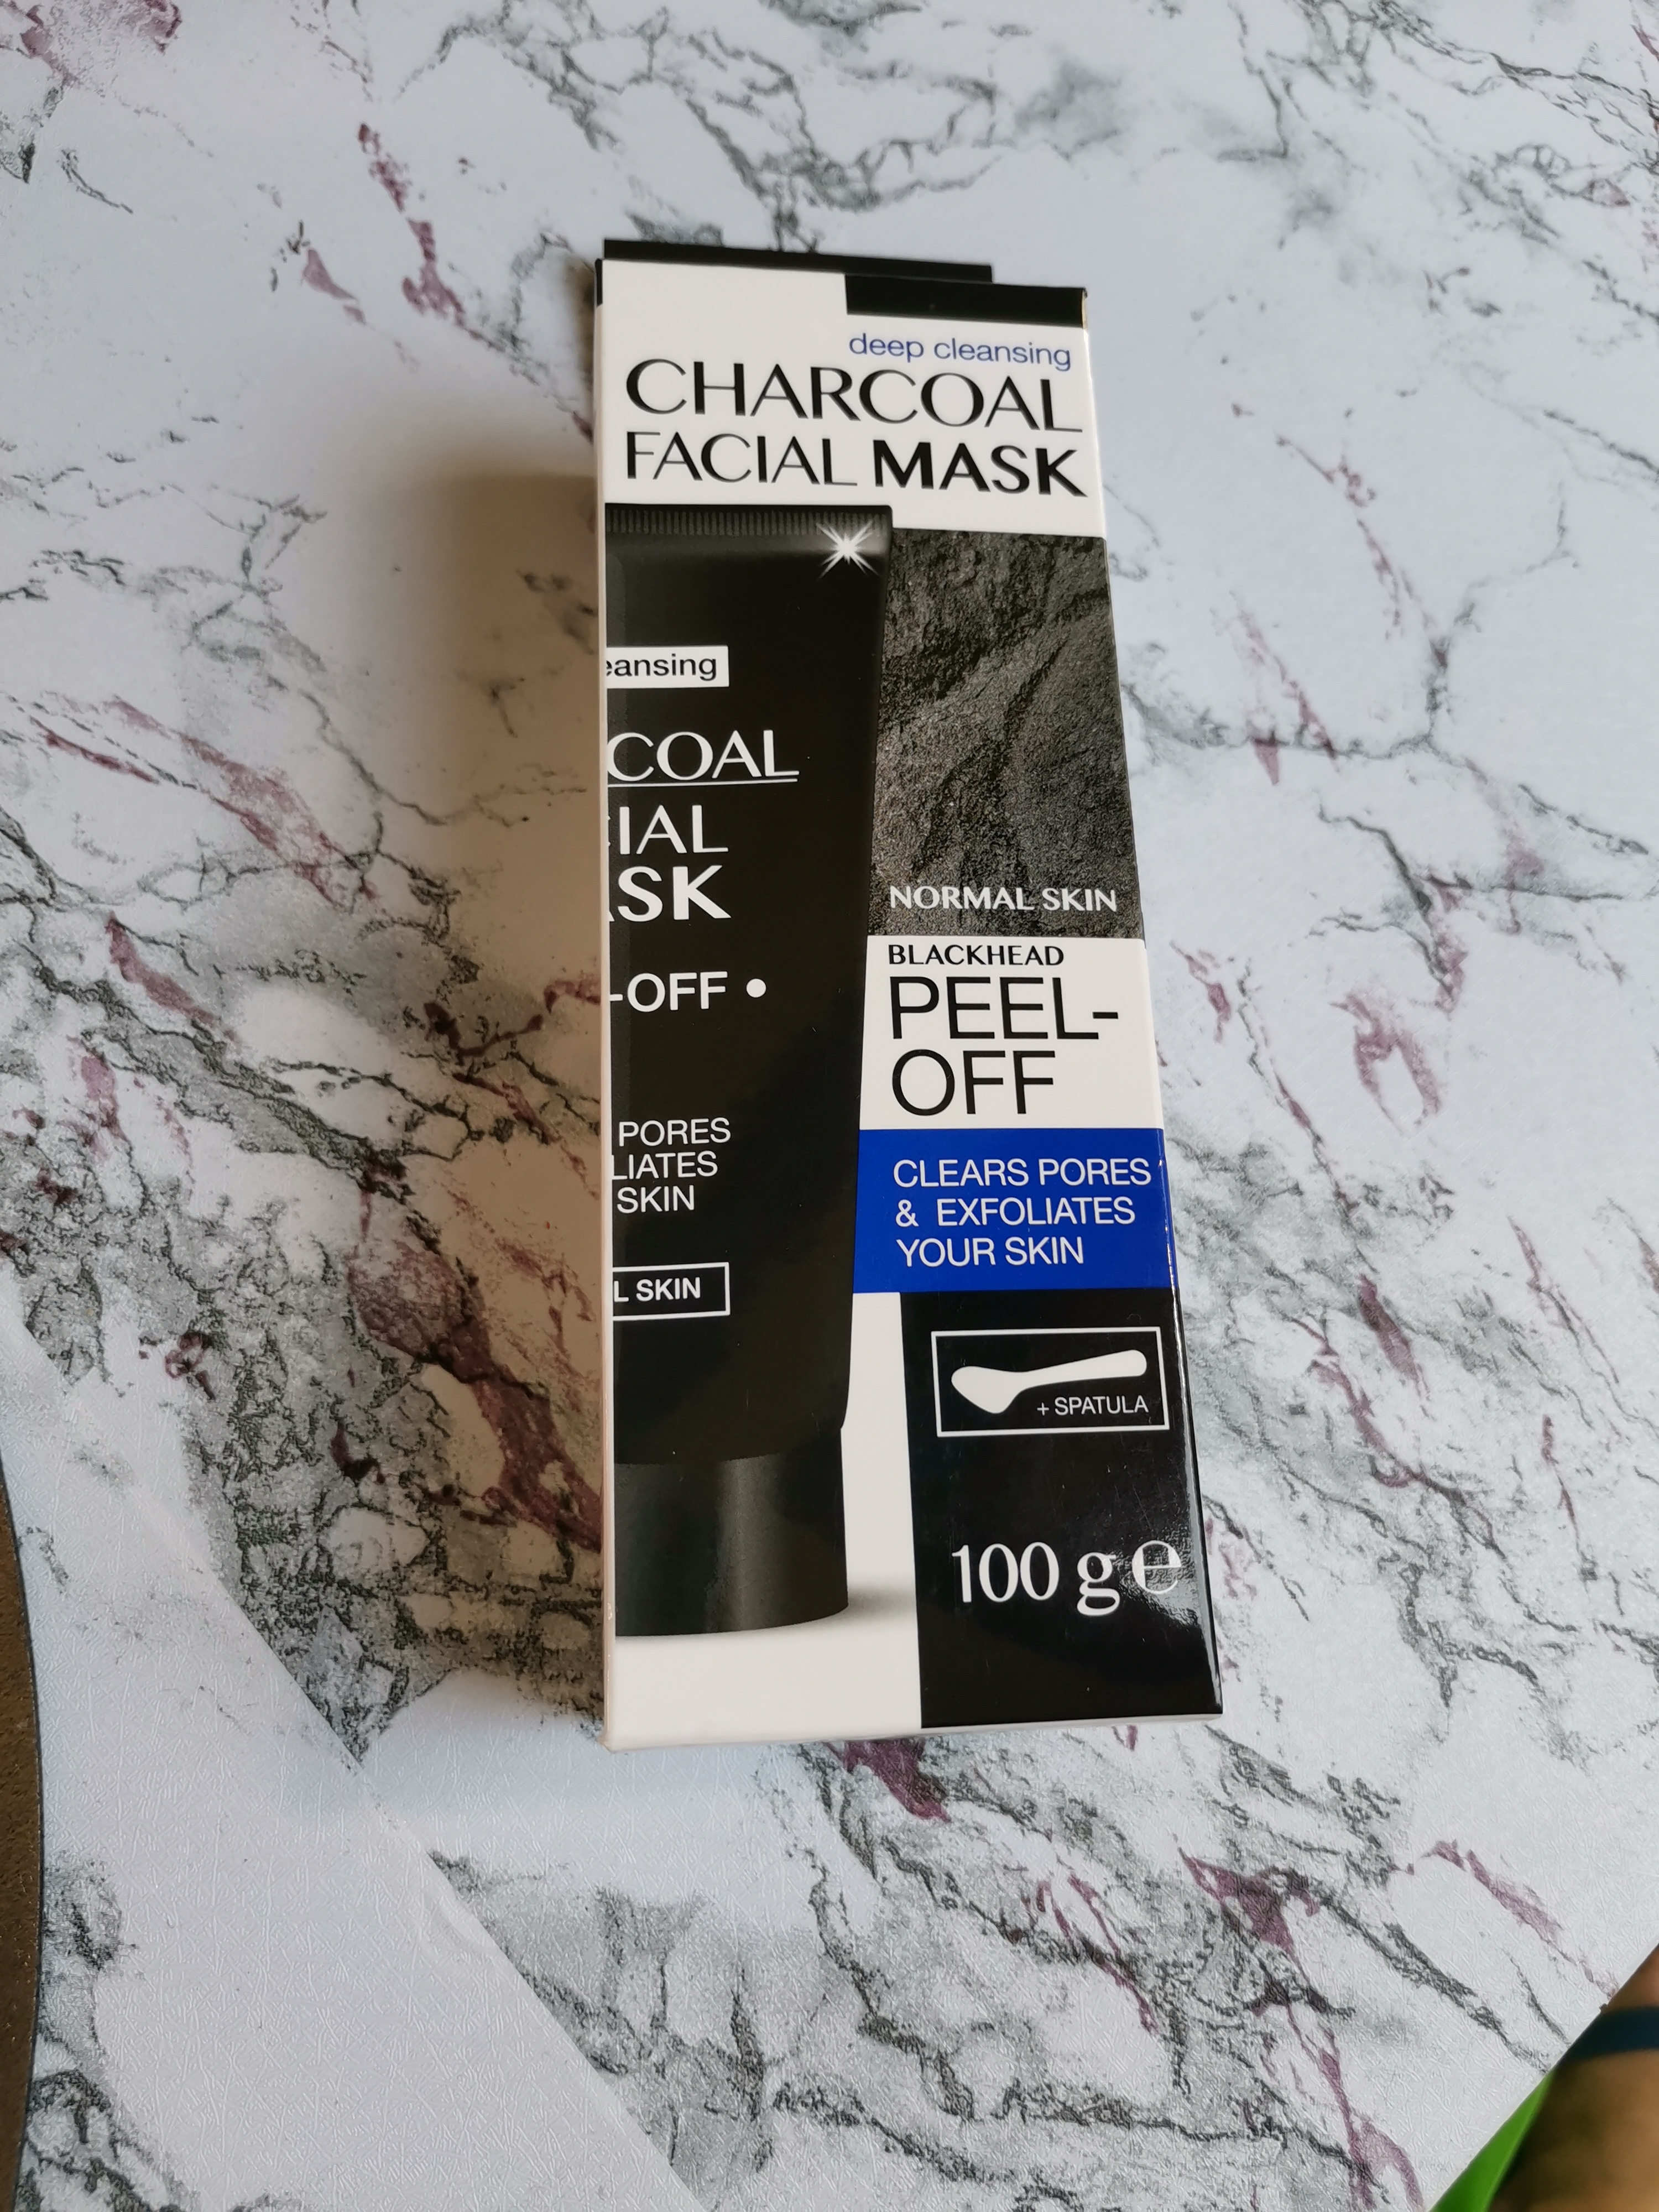 deep cleansing
CHARCOAL
FACIAL MASK
eansing
COAL
IAL
SK
-OFF •
PORES
LIATES
SKIN
L SKIN
NORMAL SKIN
BLACKHEAD
PEEL-
OFF
CLEARS PORES
& EXFOLIATES
YOUR SKIN
+ SPATULA
100 g e